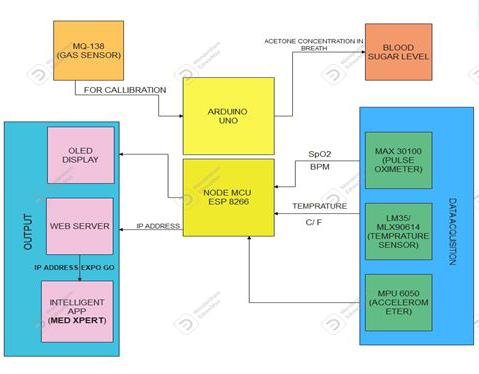 MQ-138
(GAS SENSOR)
ACETONE CONCENTRATION IN
BREATH
BLOOD
SUGAR LEVEL
FOR CALLIBRATION
ARDUINO
UNO
OLED
DISPLAY
NODE MCU
ESP 8266
SpO2
BPM
MAX 30100
(PULSE
OXIMETER)
WEB SERVER
IP ADDRESS
TEMPRATURE
C/ F
LM35/
MLX90614
(TEMPRATURE
SENSOR)
OUTPUT
DATA ACQUISITION
IP ADDRESS EXPO GO
INTELLIGENT
APP
(MED XPERT)
MPU 6050
(ACCELEROM
ETER)